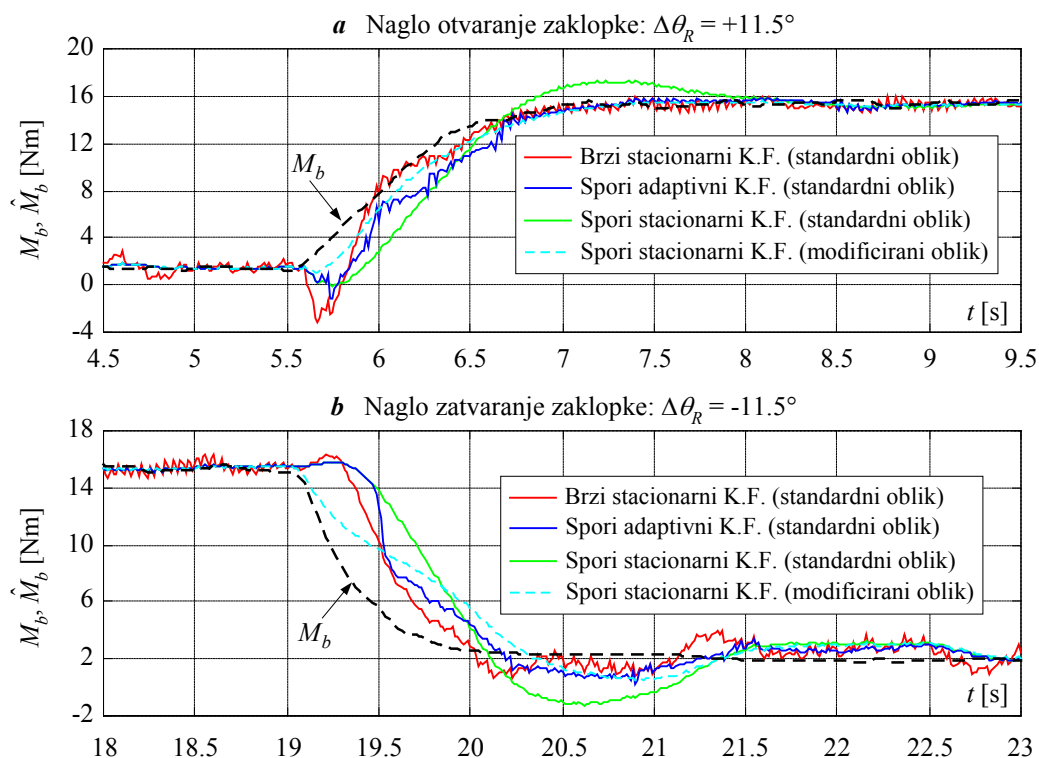 a Naglo otvaranje zaklopke: Δθ_R = +11.5°
20
16
12
8
4
0
-4
M_b, M̂_b [Nm]
M_b
Brzi stacionarni K.F. (standardni oblik)
Spori adaptivni K.F. (standardni oblik)
Spori stacionarni K.F. (standardni oblik)
Spori stacionarni K.F. (modificirani oblik)
t [s]
4.5 5 5.5 6 6.5 7 7.5 8 8.5 9 9.5
b Naglo zatvaranje zaklopke: Δθ_R = -11.5°
18
14
10
6
2
-2
M_b, M̂_b [Nm]
M_b
Brzi stacionarni K.F. (standardni oblik)
Spori adaptivni K.F. (standardni oblik)
Spori stacionarni K.F. (standardni oblik)
Spori stacionarni K.F. (modificirani oblik)
t [s]
18 18.5 19 19.5 20 20.5 21 21.5 22 22.5 23